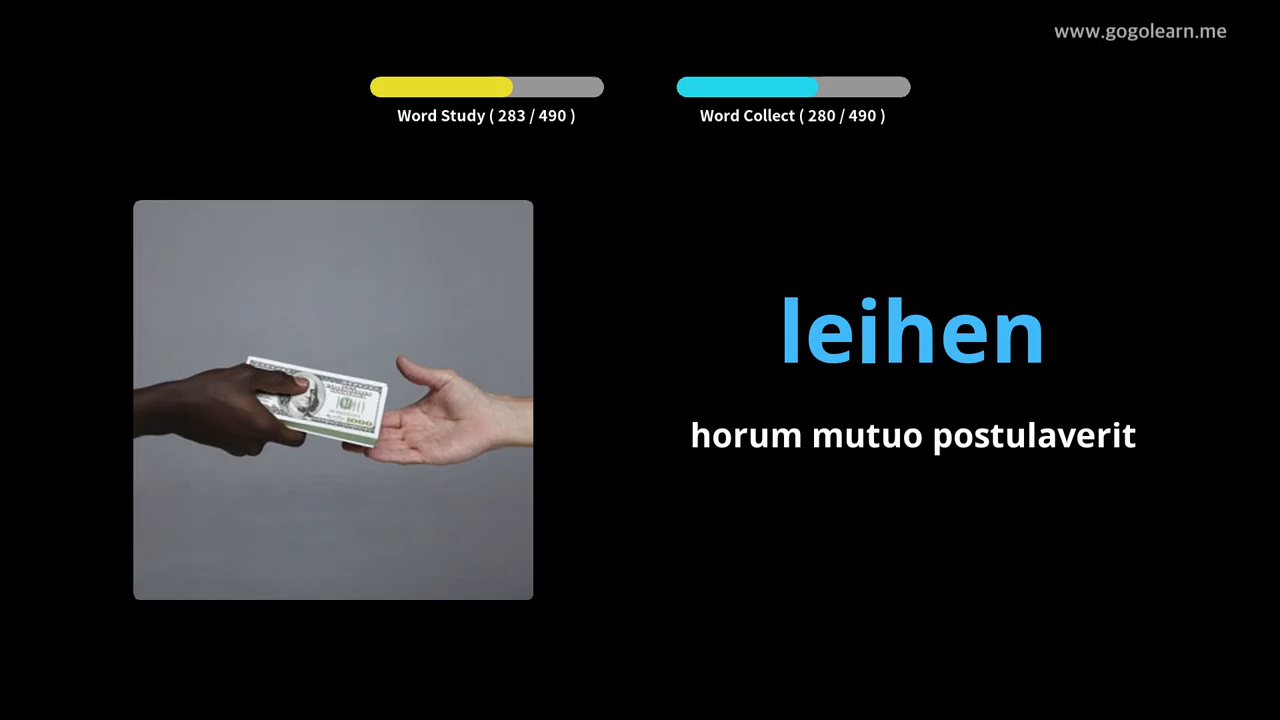 www.gogolearn.me
Word Study ( 283 / 490 )
Word Collect ( 280 / 490 )
leihen
horum mutuo postulaverit